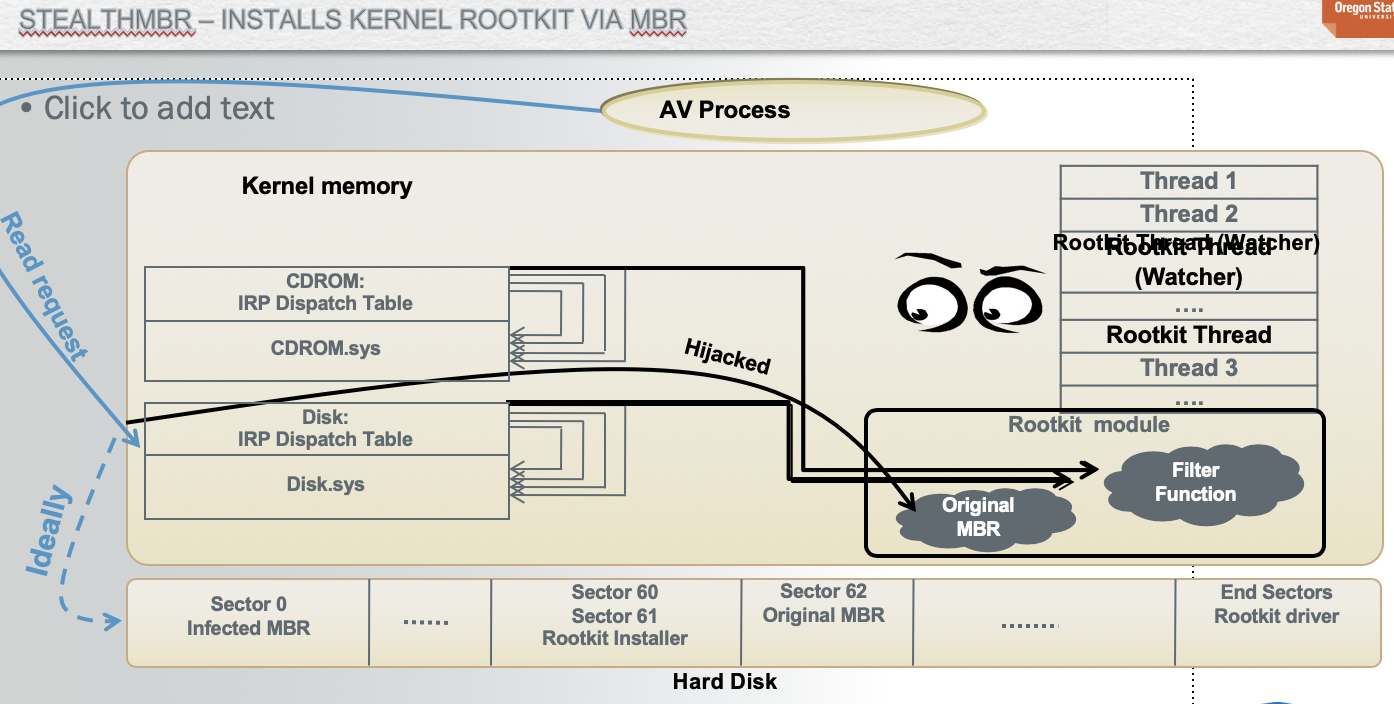 STEALTHMBR – INSTALLS KERNEL ROOTKIT VIA MBR
Oregon Stat
UNIVERSITY
• Click to add text
AV Process
Kernel memory
Read request
Thread 1
Thread 2
Rootkit Thread (Watcher)
Rootkit Thread
(Watcher)
....
Rootkit Thread
Thread 3
....
CDROM:
IRP Dispatch Table
CDROM.sys
Hijacked
Disk:
IRP Dispatch Table
Disk.sys
Rootkit module
Filter
Function
Original
MBR
Ideally
Sector 0
Infected MBR
......
Sector 60
Sector 61
Rootkit Installer
Sector 62
Original MBR
........
End Sectors
Rootkit driver
Hard Disk